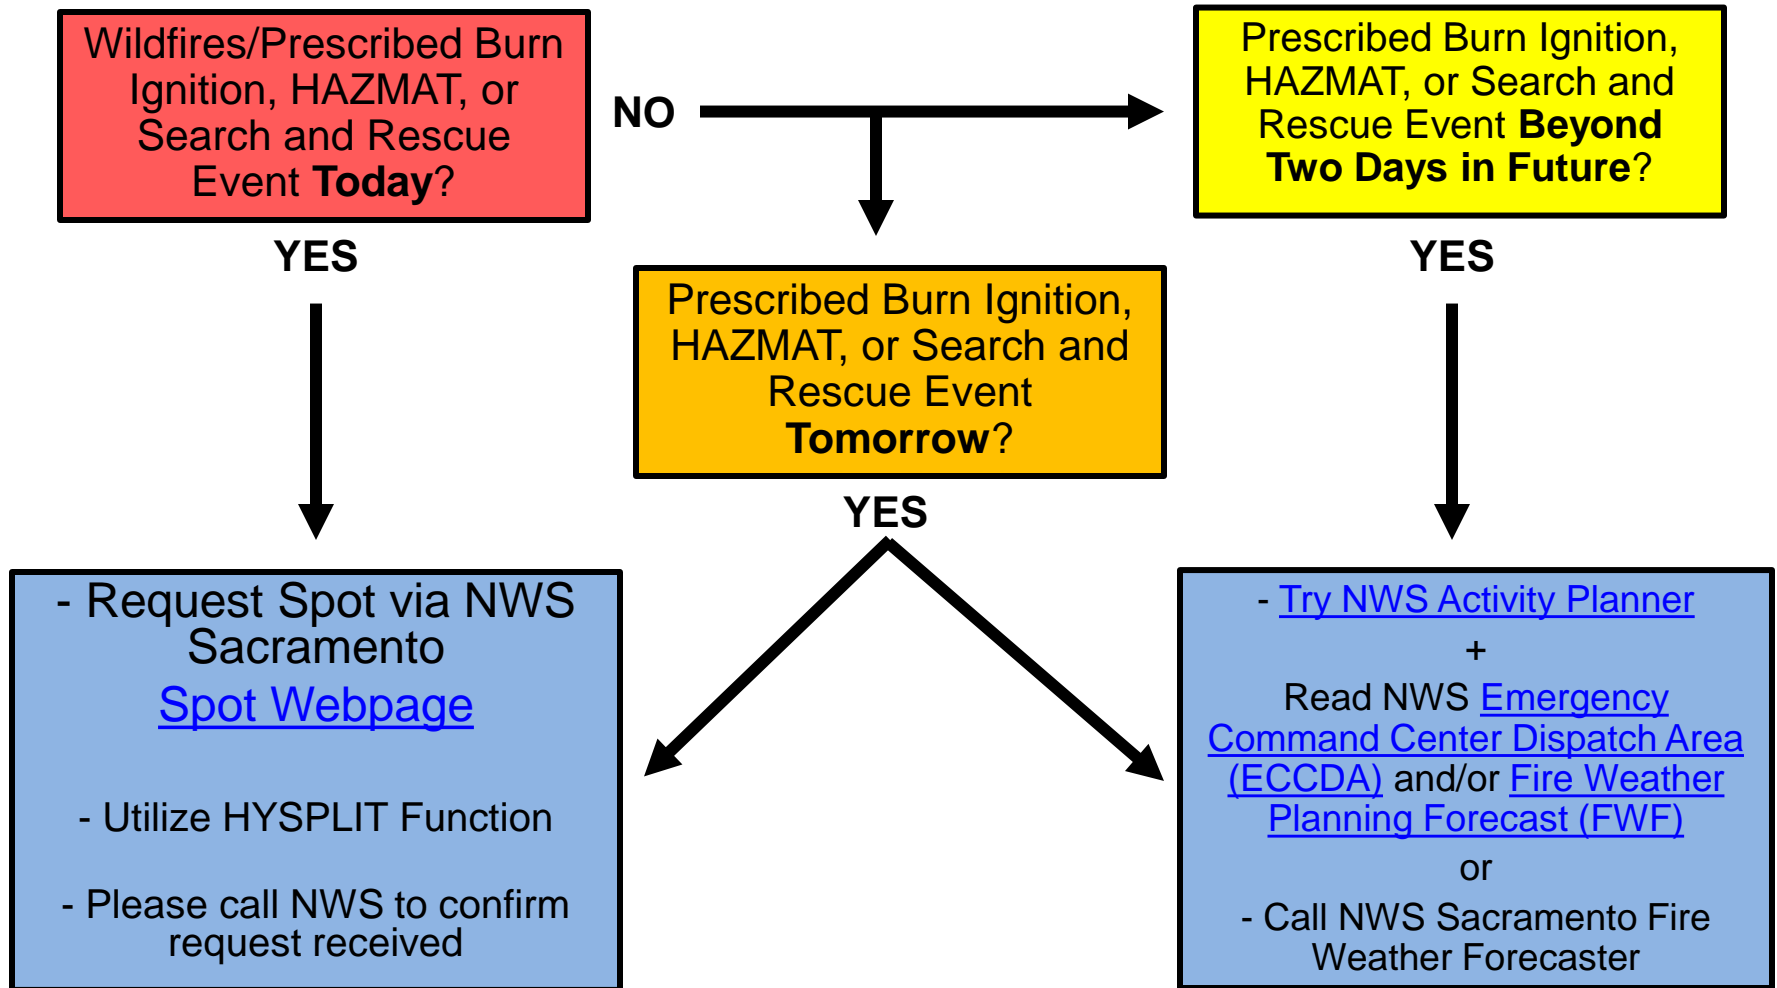 Wildfires/Prescribed Burn
Ignition, HAZMAT, or
Search and Rescue
Event Today?
NO
Prescribed Burn Ignition,
HAZMAT, or Search and
Rescue Event Beyond
Two Days in Future?
YES
YES
Prescribed Burn Ignition,
HAZMAT, or Search and
Rescue Event
Tomorrow?
YES
- Request Spot via NWS
Sacramento
Spot Webpage
- Utilize HYSPLIT Function
- Please call NWS to confirm
request received
- Try NWS Activity Planner
+
Read NWS Emergency
Command Center Dispatch Area
(ECCDA) and/or Fire Weather
Planning Forecast (FWF)
or
- Call NWS Sacramento Fire
Weather Forecaster